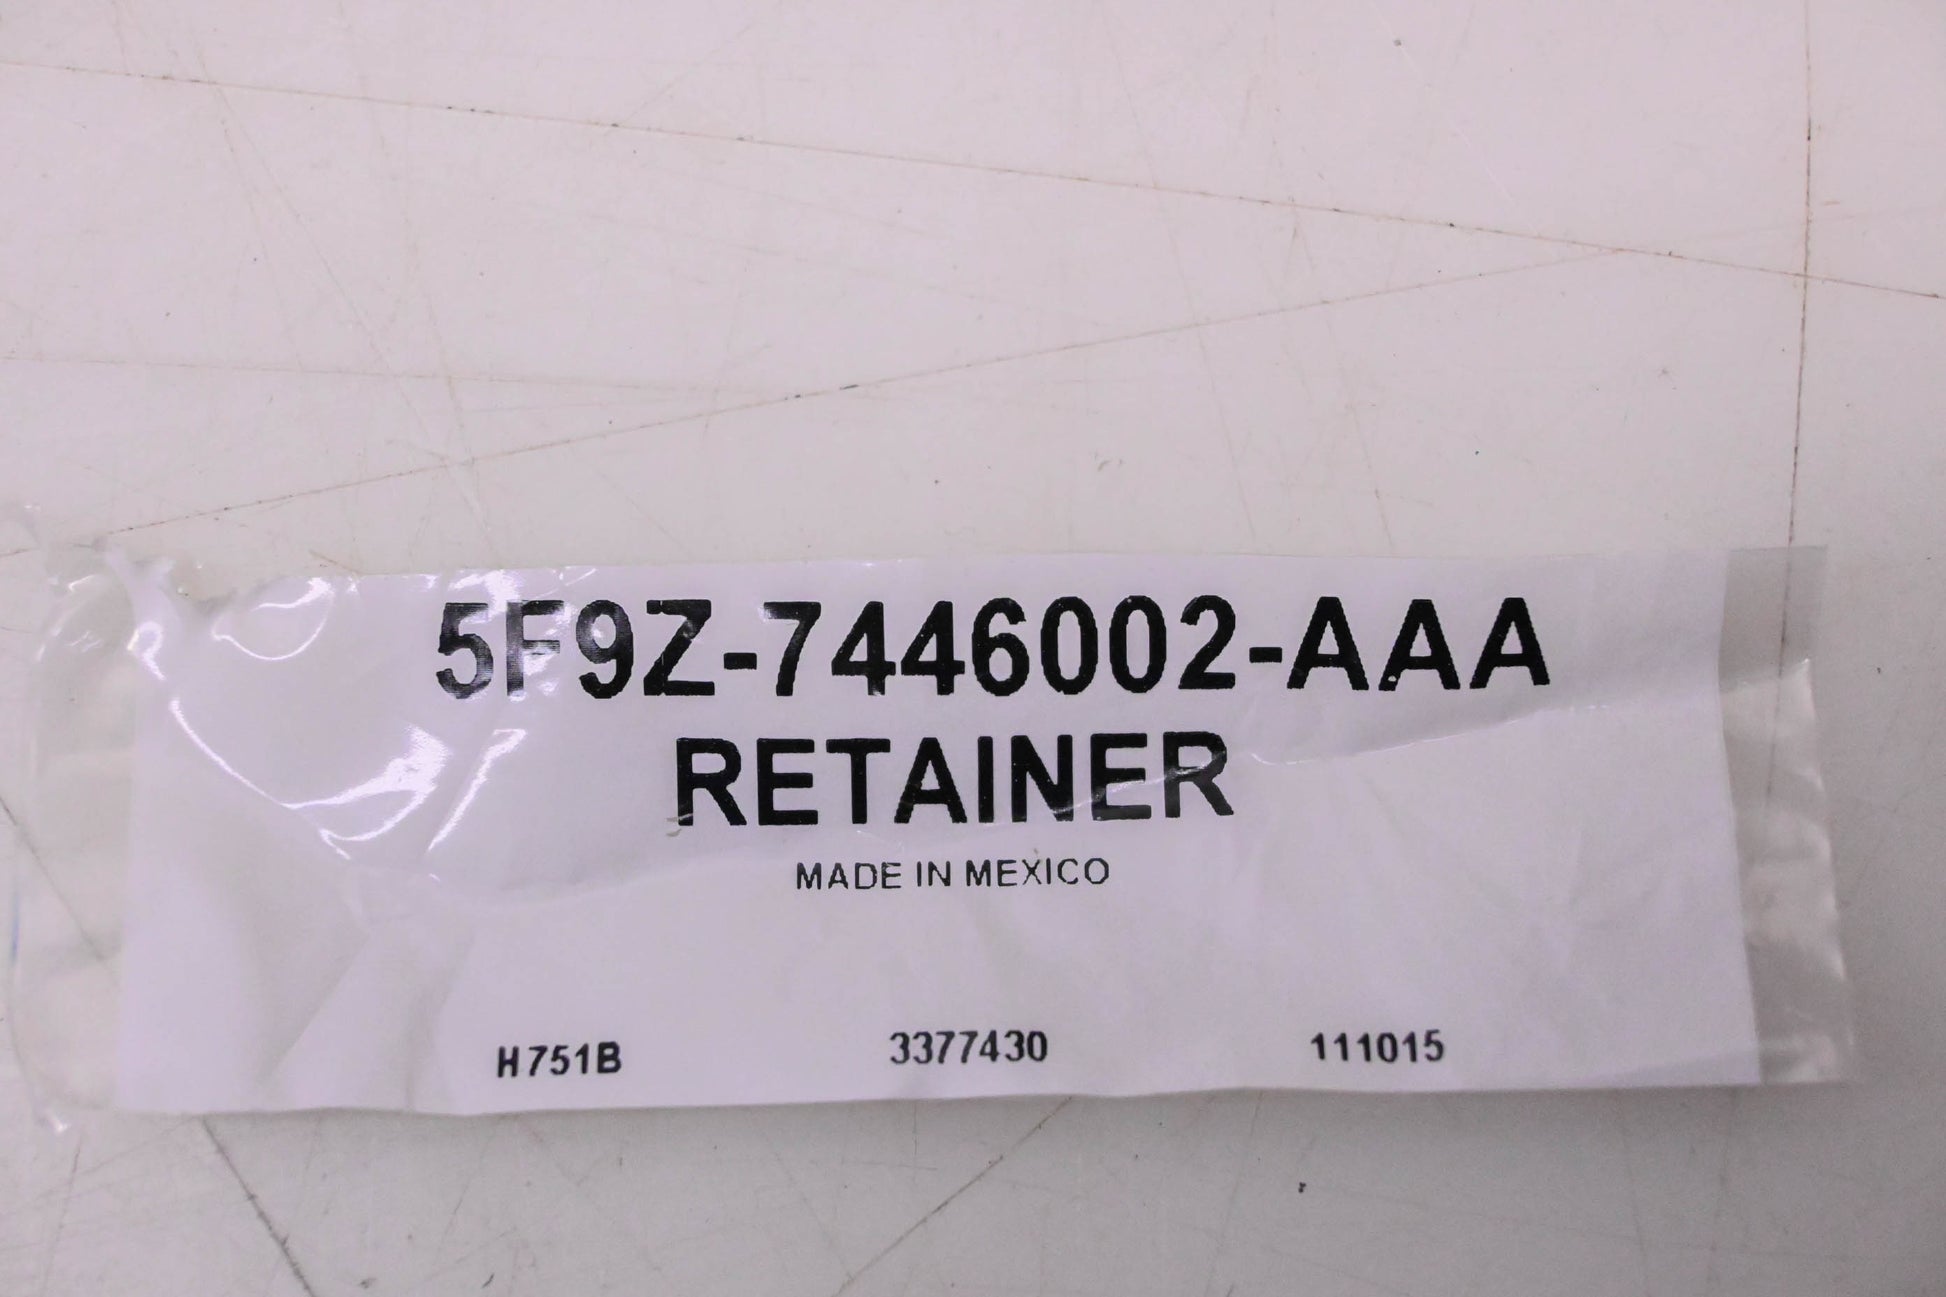 5F9Z-7446002-AAA
RETAINER
MADE IN MEXICO
H751B 3377430 111015